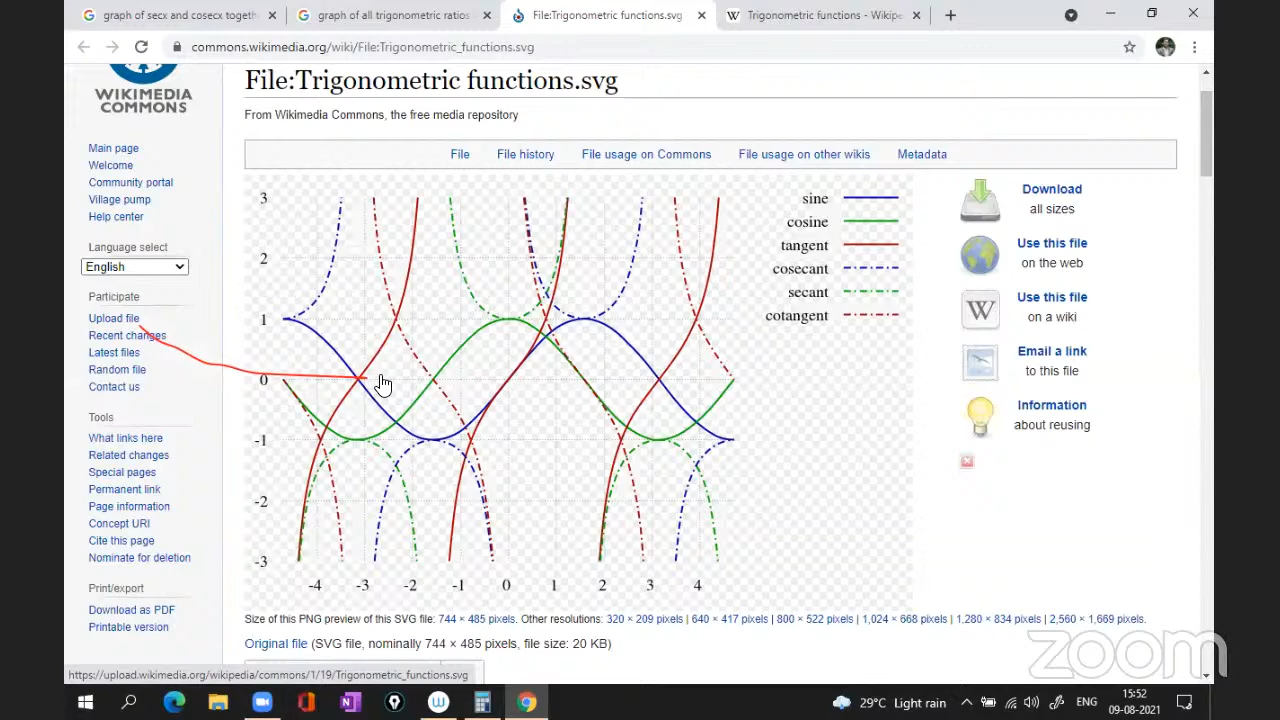 graph of secx and cosecx togeth
graph of all trigonometric ratios
File:Trigonometric functions.svg
Trigonometric functions - Wikipe
commons.wikimedia.org/wiki/File:Trigonometric_functions.svg
WIKIMEDIA
COMMONS
Main page
Welcome
Community portal
Village pump
Help center
Language select
English
Participate
Upload file
Recent changes
Latest files
Random file
Contact us
Tools
What links here
Related changes
Special pages
Permanent link
Page information
Concept URI
Cite this page
Nominate for deletion
Print/export
Download as PDF
Printable version
File:Trigonometric functions.svg
From Wikimedia Commons, the free media repository
File File history File usage on Commons File usage on other wikis Metadata
3
2
1
0
-1
-2
-3
-4 -3 -2 -1 0 1 2 3 4
sine
cosine
tangent
cosecant
secant
cotangent
Download
all sizes
Use this file
on the web
W
Use this file
on a wiki
Email a link
to this file
Information
about reusing
Size of this PNG preview of this SVG file: 744 × 485 pixels. Other resolutions: 320 × 209 pixels | 640 × 417 pixels | 800 × 522 pixels | 1,024 × 668 pixels | 1,280 × 834 pixels | 2,560 × 1,669 pixels.
Original file (SVG file, nominally 744 × 485 pixels, file size: 20 KB)
zoom
https://upload.wikimedia.org/wikipedia/commons/1/19/Trigonometric_functions.svg
29°C Light rain
ENG
15:52
09-08-2021